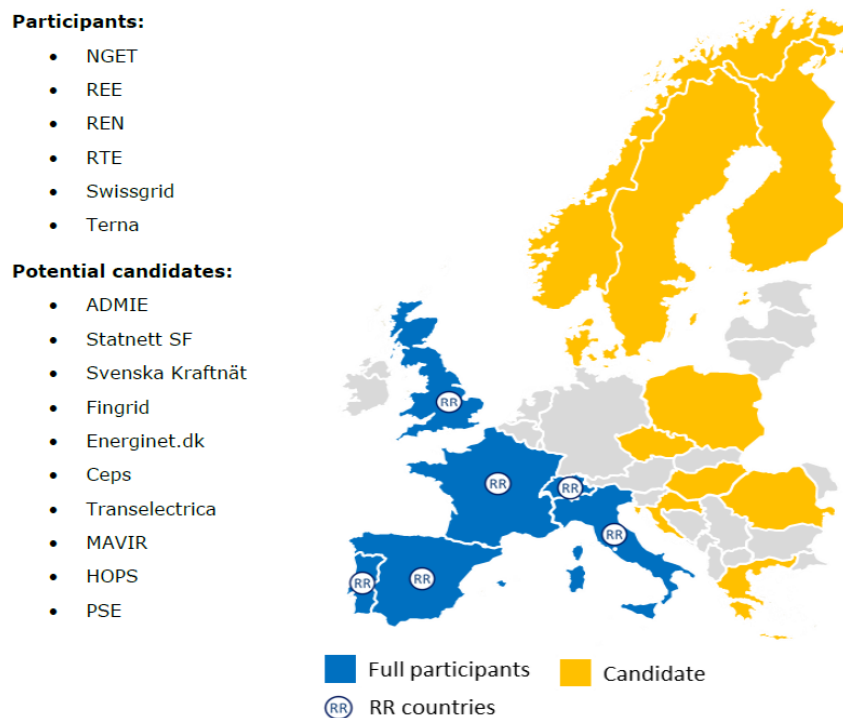 Participants:
• NGET
• REE
• REN
• RTE
• Swissgrid
• Terna
Potential candidates:
• ADMIE
• Statnett SF
• Svenska Kraftnät
• Fingrid
• Energinet.dk
• Ceps
• Transelectrica
• MAVIR
• HOPS
• PSE
RR
RR
RR
RR
RR
RR
Full participants
Candidate
RR RR countries